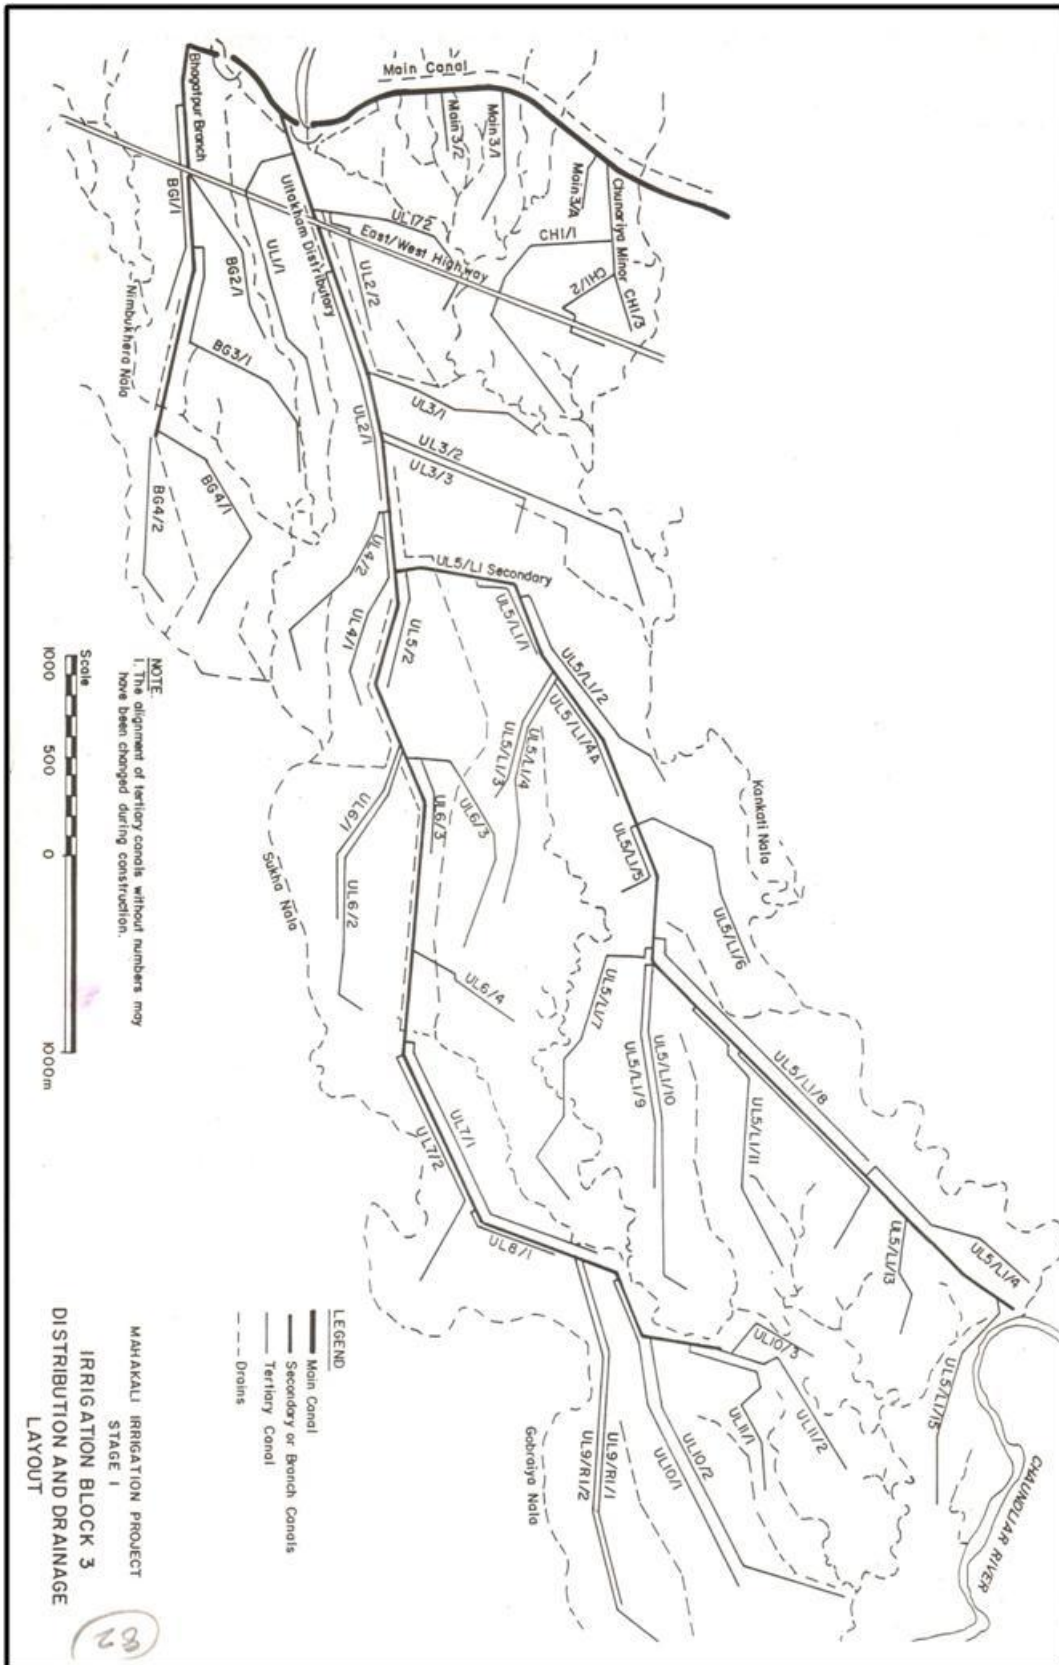 Main Canal
Bhagatpur Branch
Main 3/2
Main 3/1
Main 3/A
Chunariya Minor
CH1/1
CH1/2
CH1/3
BG1/1
Ultakham Distributory
UL1/1
BG2/1
UL1?2
East/West Highway
UL2/2
Nimbukhera Nala
BG3/1
UL2/1
UL3/1
UL3/2
UL3/3
BG4/1
BG4/2
UL4/2
UL4/1
UL5/L1 Secondary
UL5/2
UL5/L1/1
UL5/L1/2
UL5/L1/4A
UL5/L1/3
UL5/L1/4
Kankati Nala
UL6/3
UL6/3
UL5/L1/5
UL6/1
UL6/2
Sukha Nala
UL5/L1/6
UL6/4
UL5/L1/7
UL5/L1/9
UL5/L1/10
UL5/L1/8
UL5/L1/11
UL7/1
UL7/2
UL8/1
UL5/L1/13
UL5/L1/4
UL10/3
UL11/2
UL11/1
UL10/2
UL10/1
UL9/R1/1
UL9/R1/2
Gobraiya Nala
UL5/L1/15
CHAUNDLIAR RIVER
NOTE.
1. The alignment of tertiary canals without numbers may
have been changed during construction.
Scale
1000 500 0 1000m
LEGEND
Main Canal
Secondary or Branch Canals
Tertiary Canal
Drains
MAHAKALI IRRIGATION PROJECT
STAGE I
IRRIGATION BLOCK 3
DISTRIBUTION AND DRAINAGE
LAYOUT
82